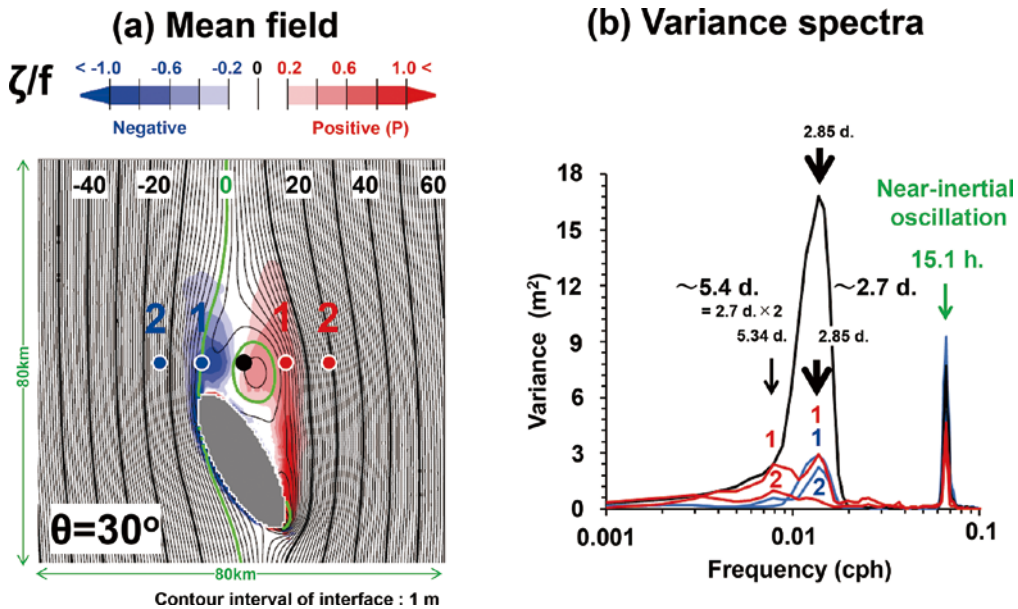 (a) Mean field
ζ/f
< -1.0 -0.6 -0.2 0 0.2 0.6 1.0 <
Negative
Positive (P)
-40 -20 0 20 40 60
2 1 1 2
80km
θ=30º
80km
Contour interval of interface : 1 m
(b) Variance spectra
2.85 d.
Near-inertial
oscillation
15.1 h.
~5.4 d.
= 2.7 d. × 2
5.34 d.
~2.7 d.
2.85 d.
1
1
1
2
2
Variance (m²)
18
15
12
9
6
3
0
0.001 0.01 0.1
Frequency (cph)